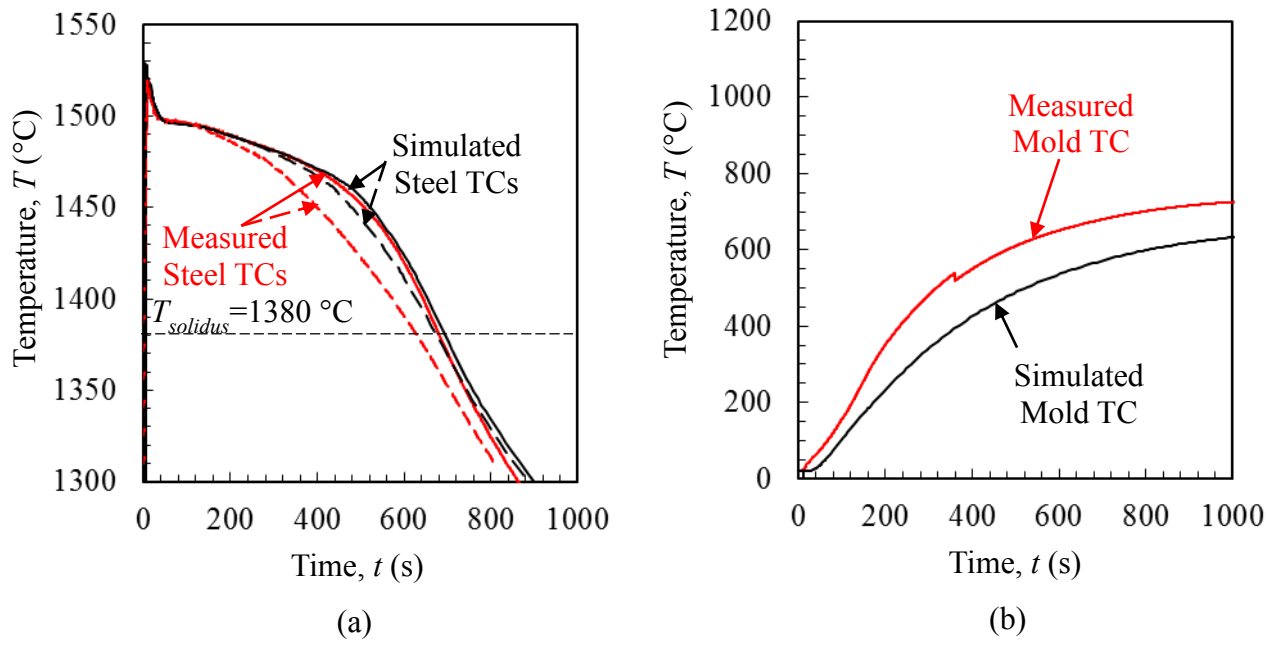 1550
1500
1450
1400
1350
1300
Temperature, T (°C)
Simulated
Steel TCs
Measured
Steel TCs
Tsolidus=1380 °C
0 200 400 600 800 1000
Time, t (s)
(a)
1200
1000
800
600
400
200
0
Temperature, T (°C)
Measured
Mold TC
Simulated
Mold TC
0 200 400 600 800 1000
Time, t (s)
(b)